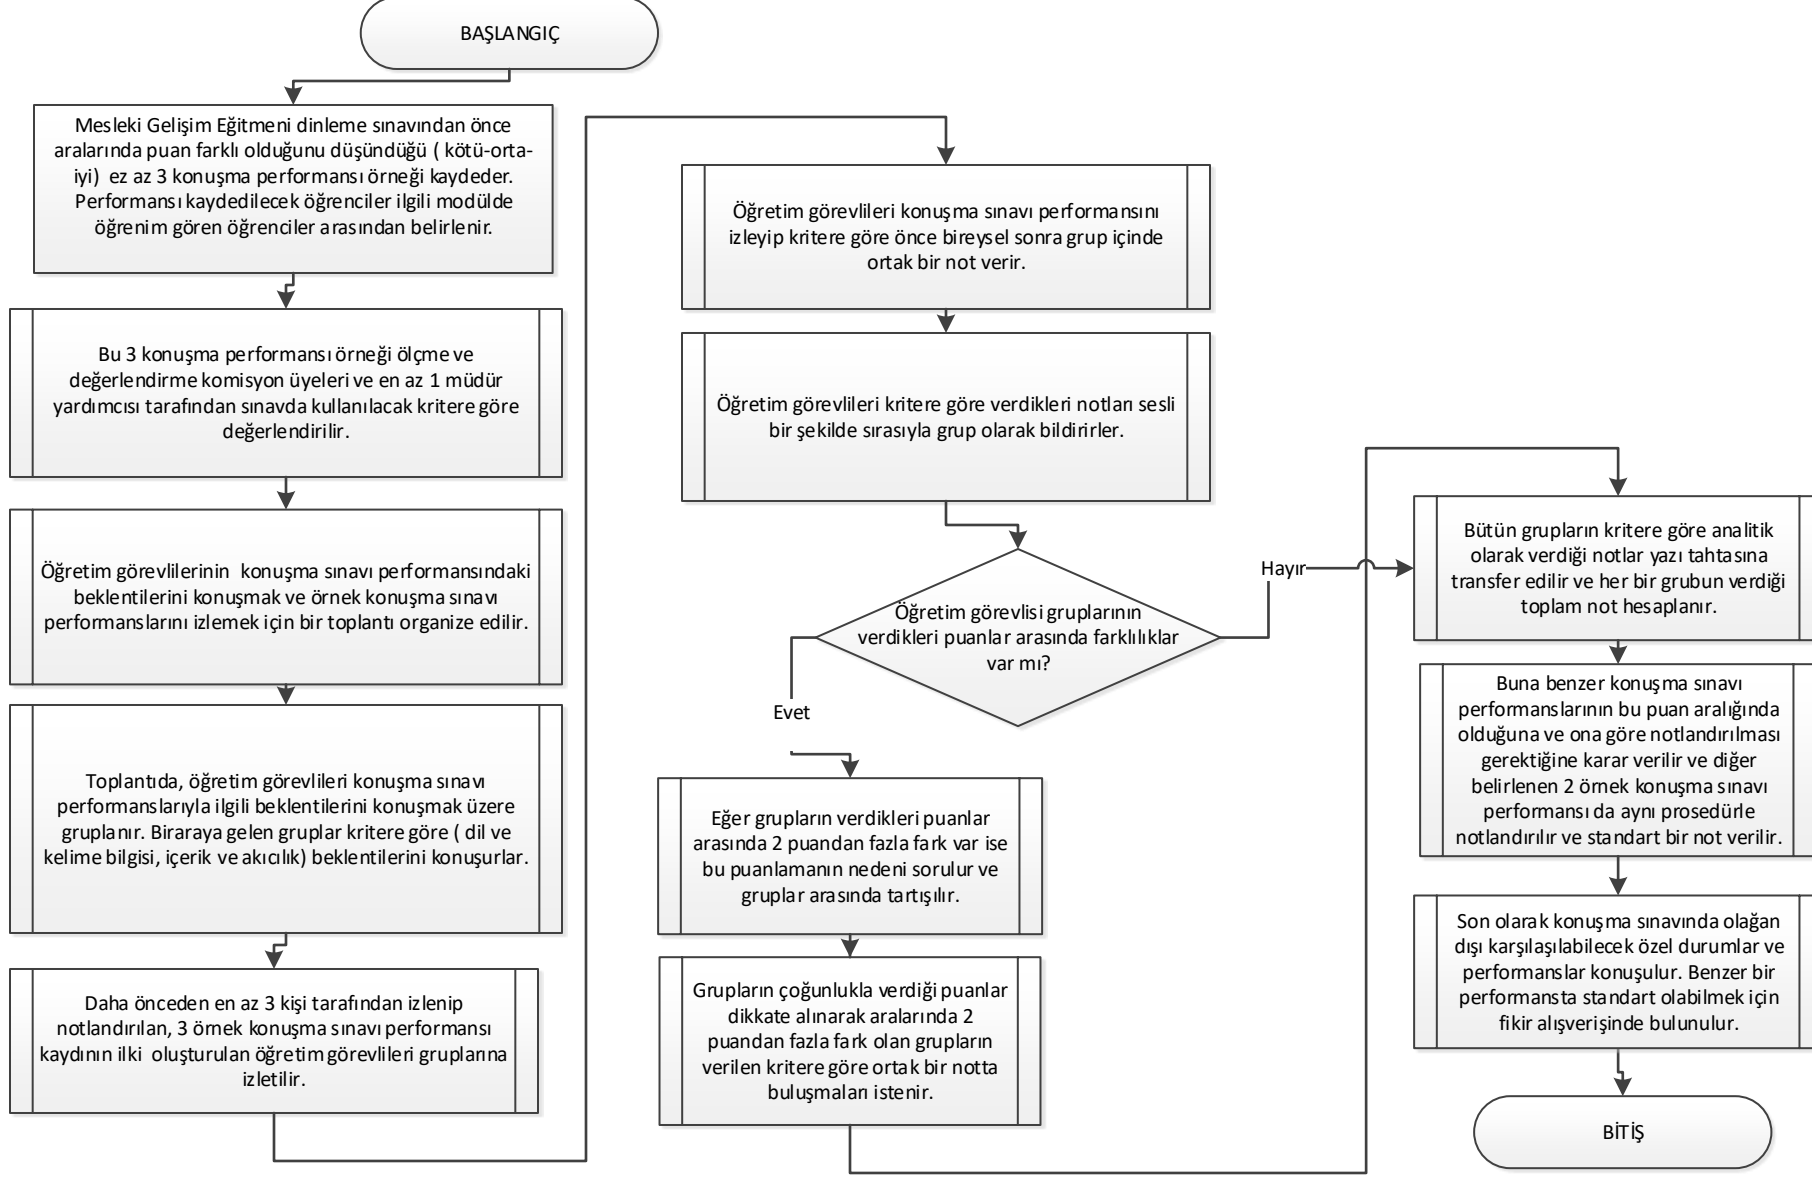 BAŞLANGIÇ
Mesleki Gelişim Eğitmeni dinleme sınavından önce
aralarında puan farklı olduğunu düşündüğü ( kötü-orta-
iyi) ez az 3 konuşma performansı örneği kaydeder.
Performansı kaydedilecek öğrenciler ilgili modülde
öğrenim gören öğrenciler arasından belirlenir.
Bu 3 konuşma performansı örneği ölçme ve
değerlendirme komisyon üyeleri ve en az 1 müdür
yardımcısı tarafından sınavda kullanılacak kritere göre
değerlendirilir.
Öğretim görevlilerinin konuşma sınavı performansındaki
beklentilerini konuşmak ve örnek konuşma sınavı
performanslarını izlemek için bir toplantı organize edilir.
Toplantıda, öğretim görevlileri konuşma sınavı
performanslarıyla ilgili beklentilerini konuşmak üzere
gruplanır. Biraraya gelen gruplar kritere göre ( dil ve
kelime bilgisi, içerik ve akıcılık) beklentilerini konuşurlar.
Daha önceden en az 3 kişi tarafından izlenip
notlandırılan, 3 örnek konuşma sınavı performansı
kaydının ilki oluşturulan öğretim görevlileri gruplarına
izletilir.
Öğretim görevlileri konuşma sınavı performansını
izleyip kritere göre önce bireysel sonra grup içinde
ortak bir not verir.
Öğretim görevlileri kritere göre verdikleri notları sesli
bir şekilde sırasıyla grup olarak bildirirler.
Öğretim görevlisi gruplarının
verdikleri puanlar arasında farklılıklar
var mı?
Evet
Hayır
Eğer grupların verdikleri puanlar
arasında 2 puandan fazla fark var ise
bu puanlamanın nedeni sorulur ve
gruplar arasında tartışılır.
Grupların çoğunlukla verdiği puanlar
dikkate alınarak aralarında 2
puandan fazla fark olan grupların
verilen kritere göre ortak bir notta
buluşmaları istenir.
Bütün grupların kritere göre analitik
olarak verdiği notlar yazı tahtasına
transfer edilir ve her bir grubun verdiği
toplam not hesaplanır.
Buna benzer konuşma sınavı
performanslarının bu puan aralığında
olduğuna ve ona göre notlandırılması
gerektiğine karar verilir ve diğer
belirlenen 2 örnek konuşma sınavı
performansı da aynı prosedürle
notlandırılır ve standart bir not verilir.
Son olarak konuşma sınavında olağan
dışı karşılaşılabilecek özel durumlar ve
performanslar konuşulur. Benzer bir
performansta standart olabilmek için
fikir alışverişinde bulunulur.
BİTİŞ